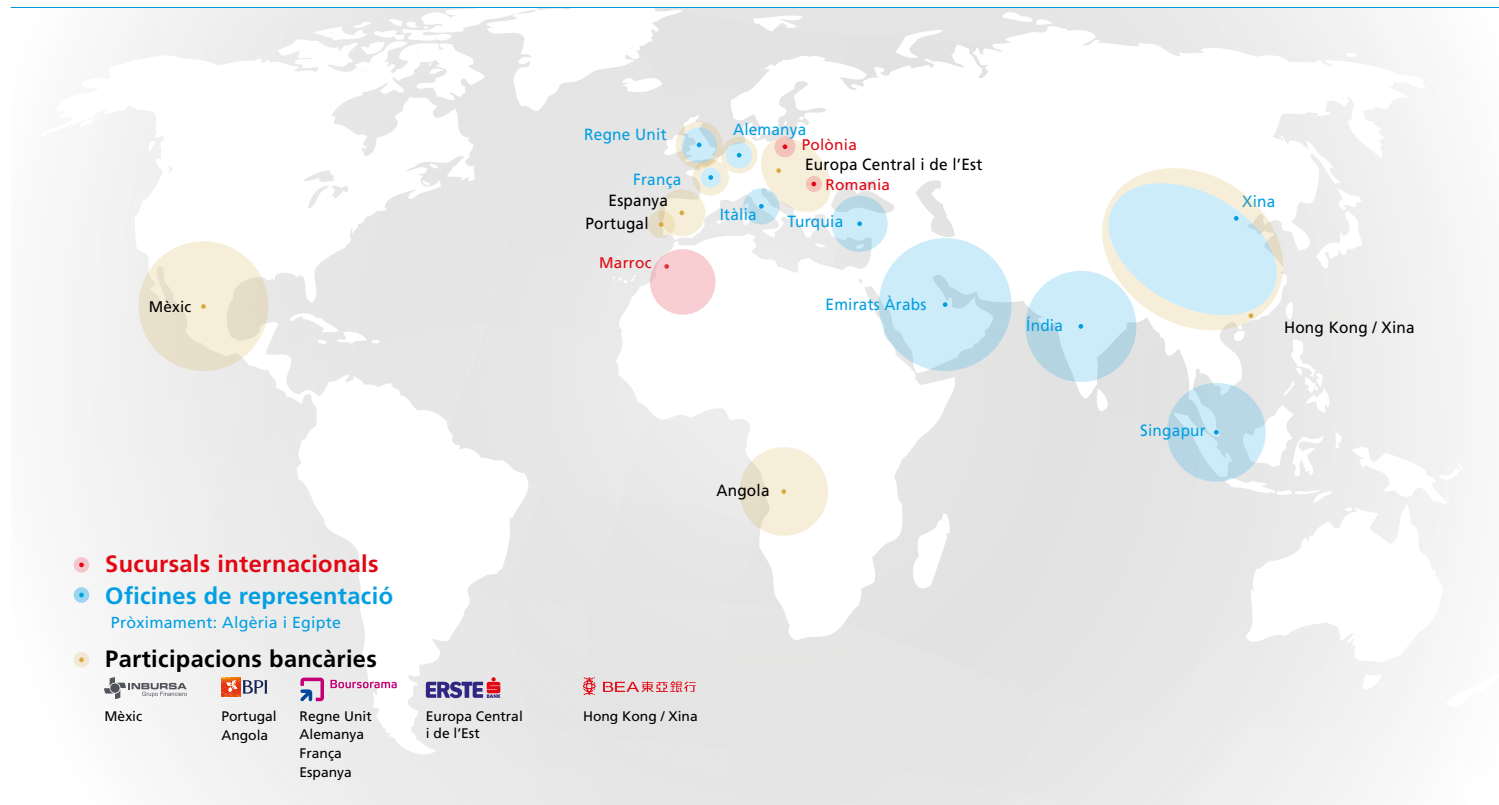 Regne Unit
Alemanya
Polònia
Europa Central i de l'Est
França
Romania
Espanya
Itàlia
Portugal
Turquia
Xina
Marroc
Mèxic
Emirats Àrabs
Índia
Hong Kong / Xina
Singapur
Angola
Sucursals internacionals
Oficines de representació
Pròximament: Algèria i Egipte
Participacions bancàries
INBURSA
Grupo Financiero
Mèxic
BPI
Portugal
Angola
Boursorama
Regne Unit
Alemanya
França
Espanya
ERSTE
BANK
Europa Central
i de l'Est
BEA東亞銀行
Hong Kong / Xina